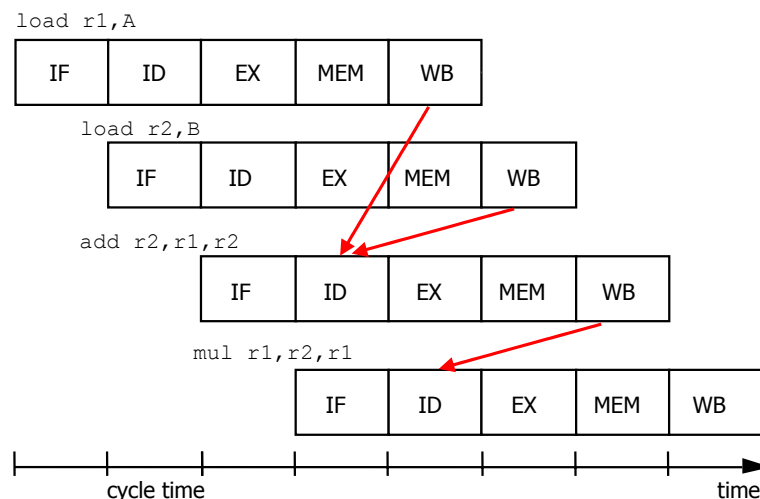 load r1,A
IF ID EX MEM WB
load r2,B
IF ID EX MEM WB
add r2,r1,r2
IF ID EX MEM WB
mul r1,r2,r1
IF ID EX MEM WB
cycle time time